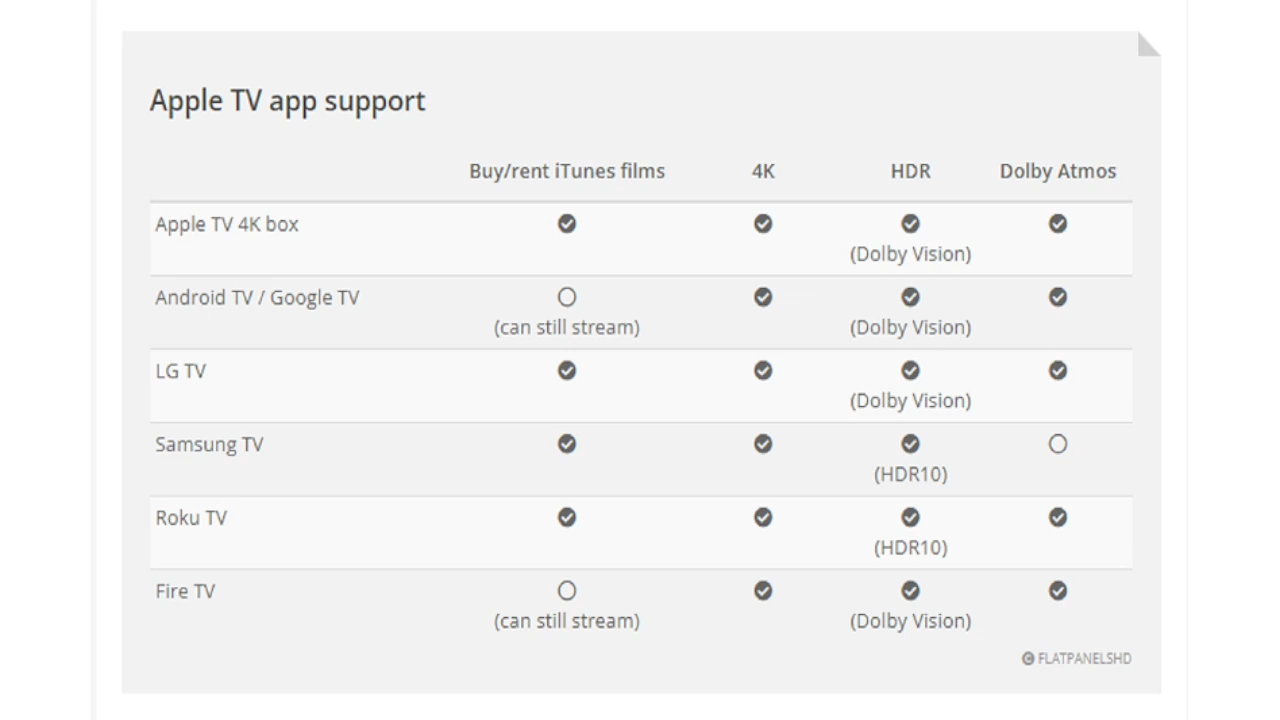 Apple TV app support
Buy/rent iTunes films 4K HDR Dolby Atmos
Apple TV 4K box
(Dolby Vision)
Android TV / Google TV
(can still stream) (Dolby Vision)
LG TV
(Dolby Vision)
Samsung TV
(HDR10)
Roku TV
(HDR10)
Fire TV
(can still stream) (Dolby Vision)
© FLATPANELSHD